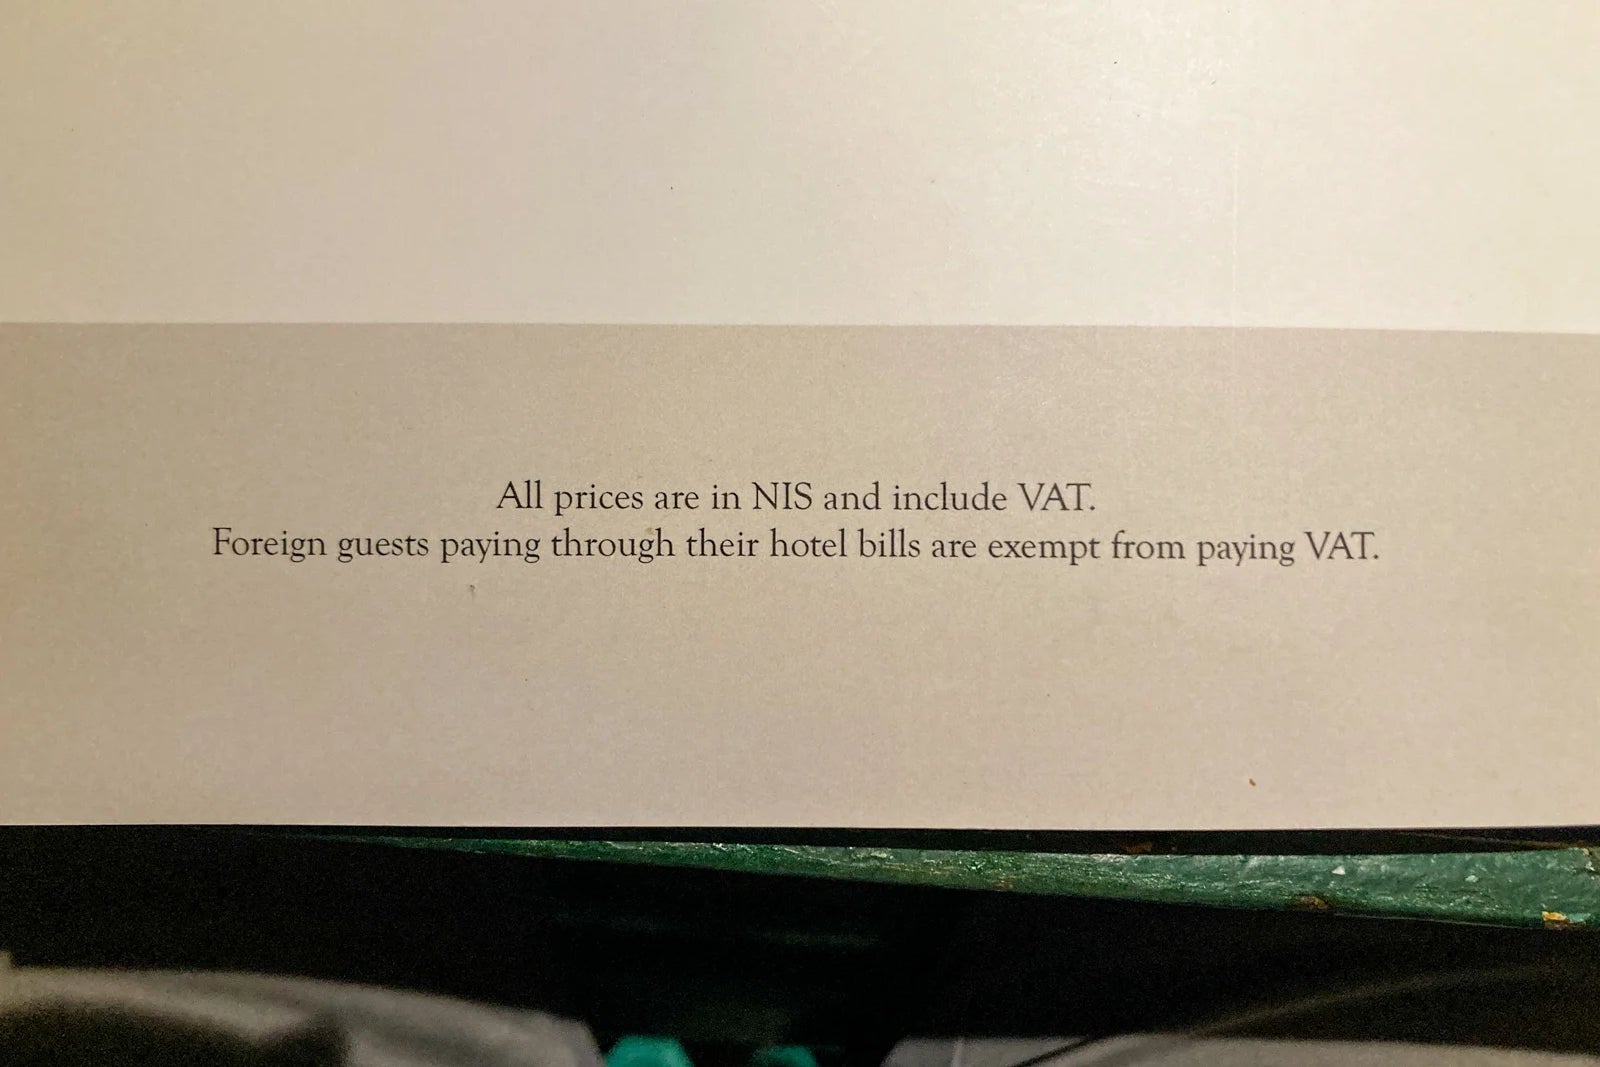 All prices are in NIS and include VAT.
Foreign guests paying through their hotel bills are exempt from paying VAT.